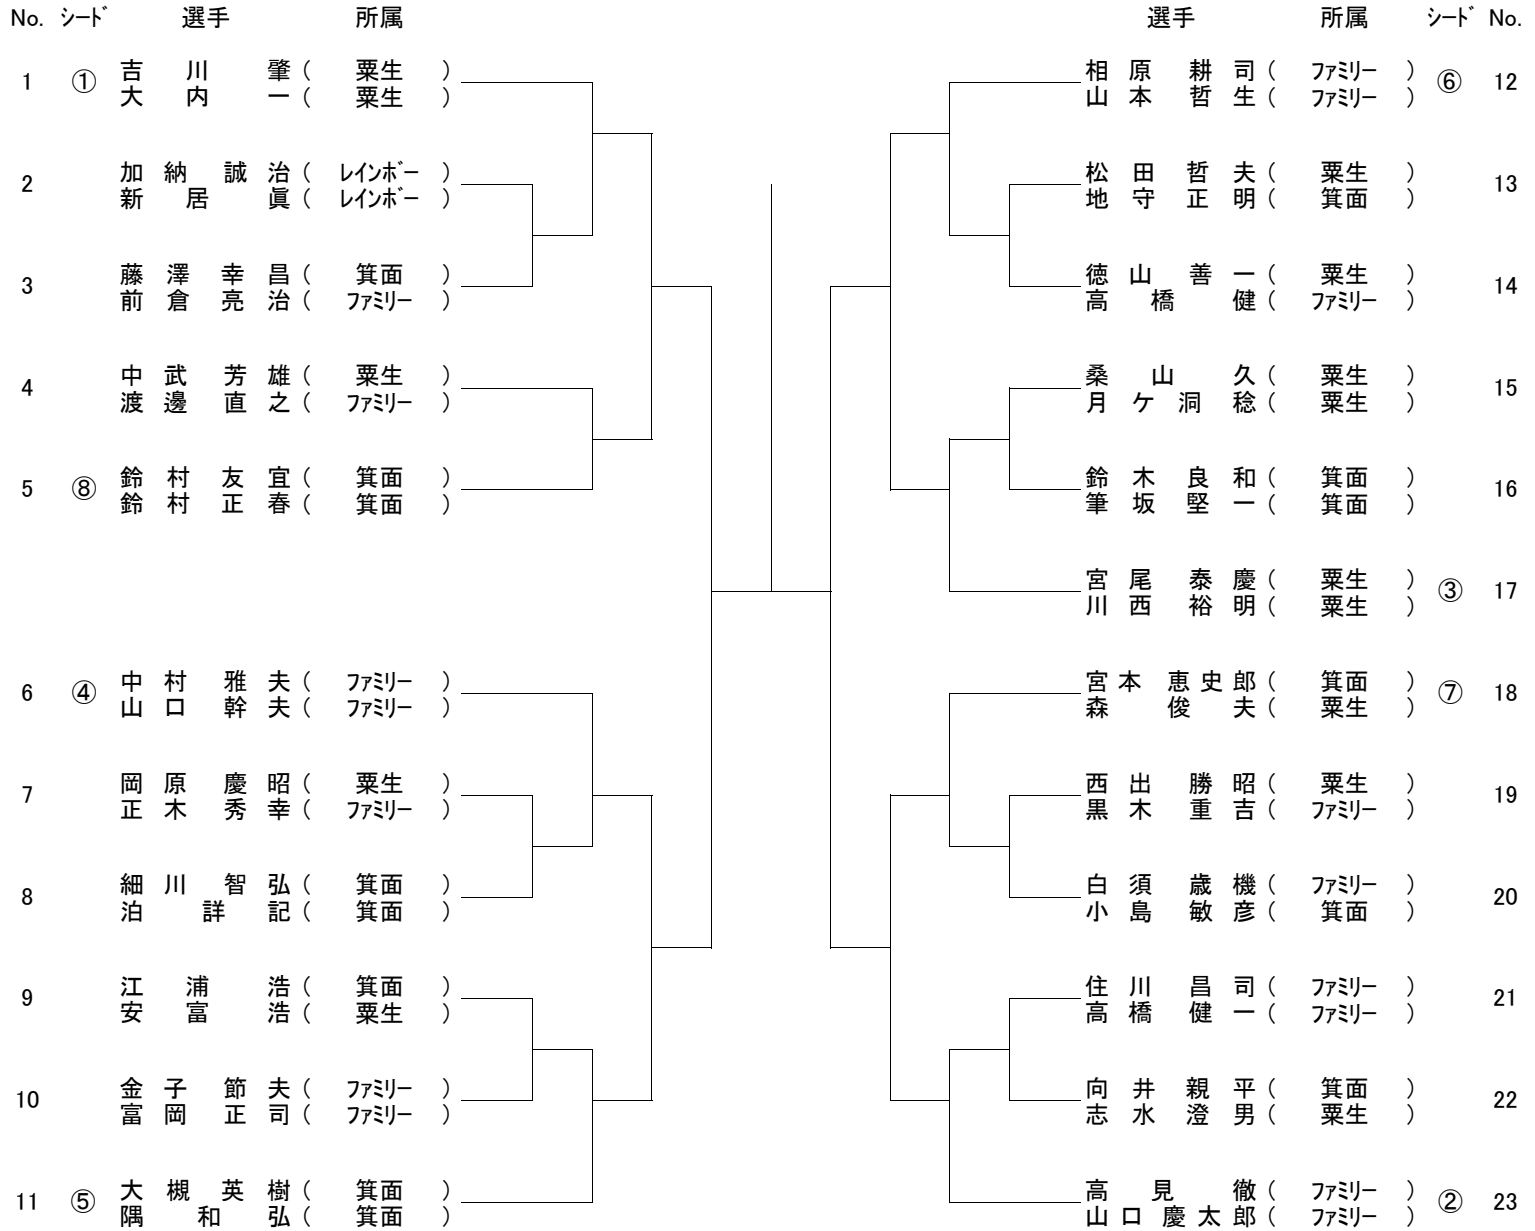 No. シード 選手 所属
1 ① 吉川肇 ( 粟生 )
大内一 ( 粟生 )
2 加納誠治 ( レインボー )
新居眞 ( レインボー )
3 藤澤幸昌 ( 箕面 )
前倉亮治 ( ファミリー )
4 中武芳雄 ( 粟生 )
渡邊直之 ( ファミリー )
5 ⑧ 鈴村友宜 ( 箕面 )
鈴村正春 ( 箕面 )
6 ④ 中村雅夫 ( ファミリー )
山口幹夫 ( ファミリー )
7 岡原慶昭 ( 粟生 )
正木秀幸 ( ファミリー )
8 細川智弘 ( 箕面 )
泊詳記 ( 箕面 )
9 江浦浩 ( 箕面 )
安富浩 ( 粟生 )
10 金子節夫 ( ファミリー )
富岡正司 ( ファミリー )
11 ⑤ 大槻英樹 ( 箕面 )
隅和弘 ( 箕面 )
選手 所属 シード No.
相原耕司 ( ファミリー ) ⑥ 12
山本哲生 ( ファミリー )
松田哲夫 ( 粟生 ) 13
地守正明 ( 箕面 )
徳山善一 ( 粟生 ) 14
高橋健 ( ファミリー )
桑山久 ( 粟生 ) 15
月ケ洞稔 ( 粟生 )
鈴木良和 ( 箕面 ) 16
筆坂堅一 ( 箕面 )
宮尾泰慶 ( 粟生 ) ③ 17
川西裕明 ( 粟生 )
宮本恵史郎 ( 箕面 ) ⑦ 18
森俊夫 ( 粟生 )
西出勝昭 ( 粟生 ) 19
黒木重吉 ( ファミリー )
白須歳機 ( ファミリー ) 20
小島敏彦 ( 箕面 )
住川昌司 ( ファミリー ) 21
高橋健一 ( ファミリー )
向井親平 ( 箕面 ) 22
志水澄男 ( 粟生 )
高見徹 ( ファミリー ) ② 23
山口慶太郎 ( ファミリー )